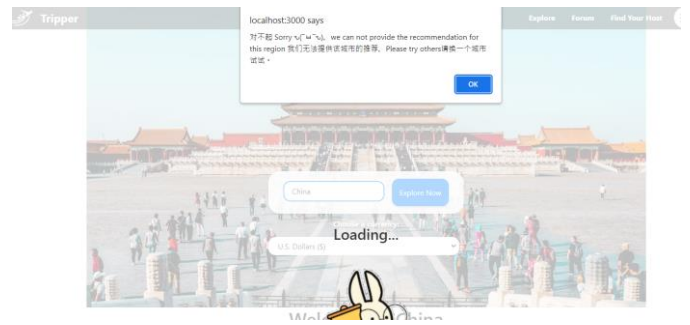 Tripper
Explore Forum Find Your Host
localhost:3000 says
对不起 Sorry ԅ(¯ω¯ԅ), we can not provide the recommendation for
this region 我们无法提供该城市的推荐。Please try others请换一个城市
试试。
OK
China
Explore Now
Loading...
U.S. Dollars ($)
China